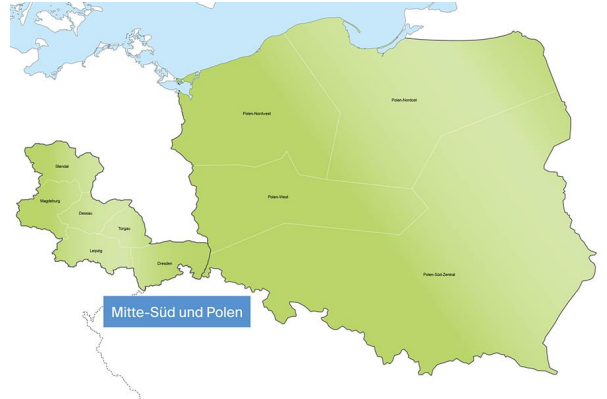 Polen-Nordwest
Polen-Nordost
Stendal
Magdeburg
Polen-West
Dessau
Torgau
Leipzig
Dresden
Polen-Süd-Zentral
Mitte-Süd und Polen